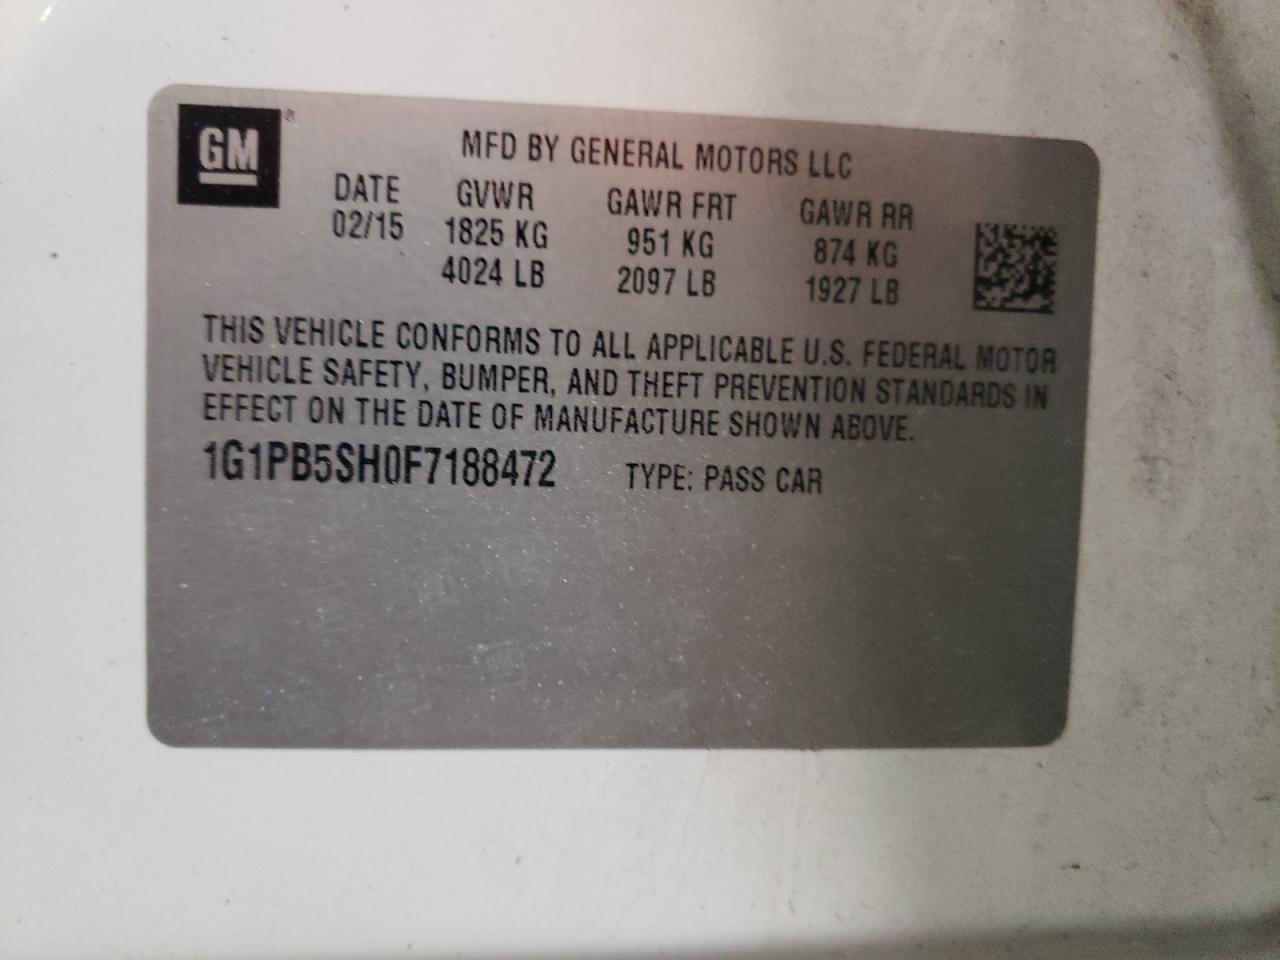 GM
MFD BY GENERAL MOTORS LLC
DATE GVWR GAWR FRT GAWR RR
02/15 1825 KG 951 KG 874 KG
4024 LB 2097 LB 1927 LB
THIS VEHICLE CONFORMS TO ALL APPLICABLE U.S. FEDERAL MOTOR
VEHICLE SAFETY, BUMPER, AND THEFT PREVENTION STANDARDS IN
EFFECT ON THE DATE OF MANUFACTURE SHOWN ABOVE.
1G1PB5SH0F7188472 TYPE: PASS CAR